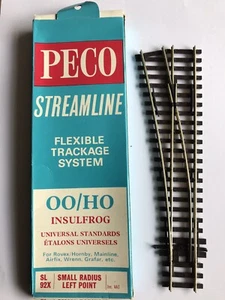 PECO
STREAMLINE
FLEXIBLE
TRACKAGE
SYSTEM
OO/HO
INSULFROG
UNIVERSAL STANDARDS
ÉTALONS UNIVERSELS
For Rovex/Hornby, Mainline,
Airfix, Wrenn, Grafar, etc.
SL
92X
SMALL RADIUS
LEFT POINT